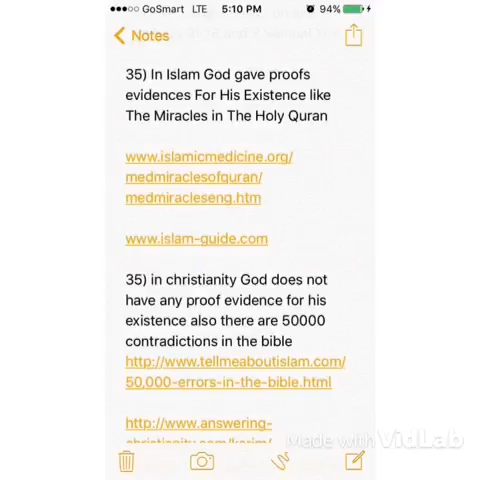 GoSmart LTE 5:10 PM 94%
Notes
35) In Islam God gave proofs
evidences For His Existence like
The Miracles in The Holy Quran
www.islamicmedicine.org/
medmiraclesofquran/
medmiracleseng.htm
www.islam-guide.com
35) in christianity God does not
have any proof evidence for his
existence also there are 50000
contradictions in the bible
http://www.tellmeaboutislam.com/
50,000-errors-in-the-bible.html
http://www.answering-
christianity.com/karim/
Made with VidLab